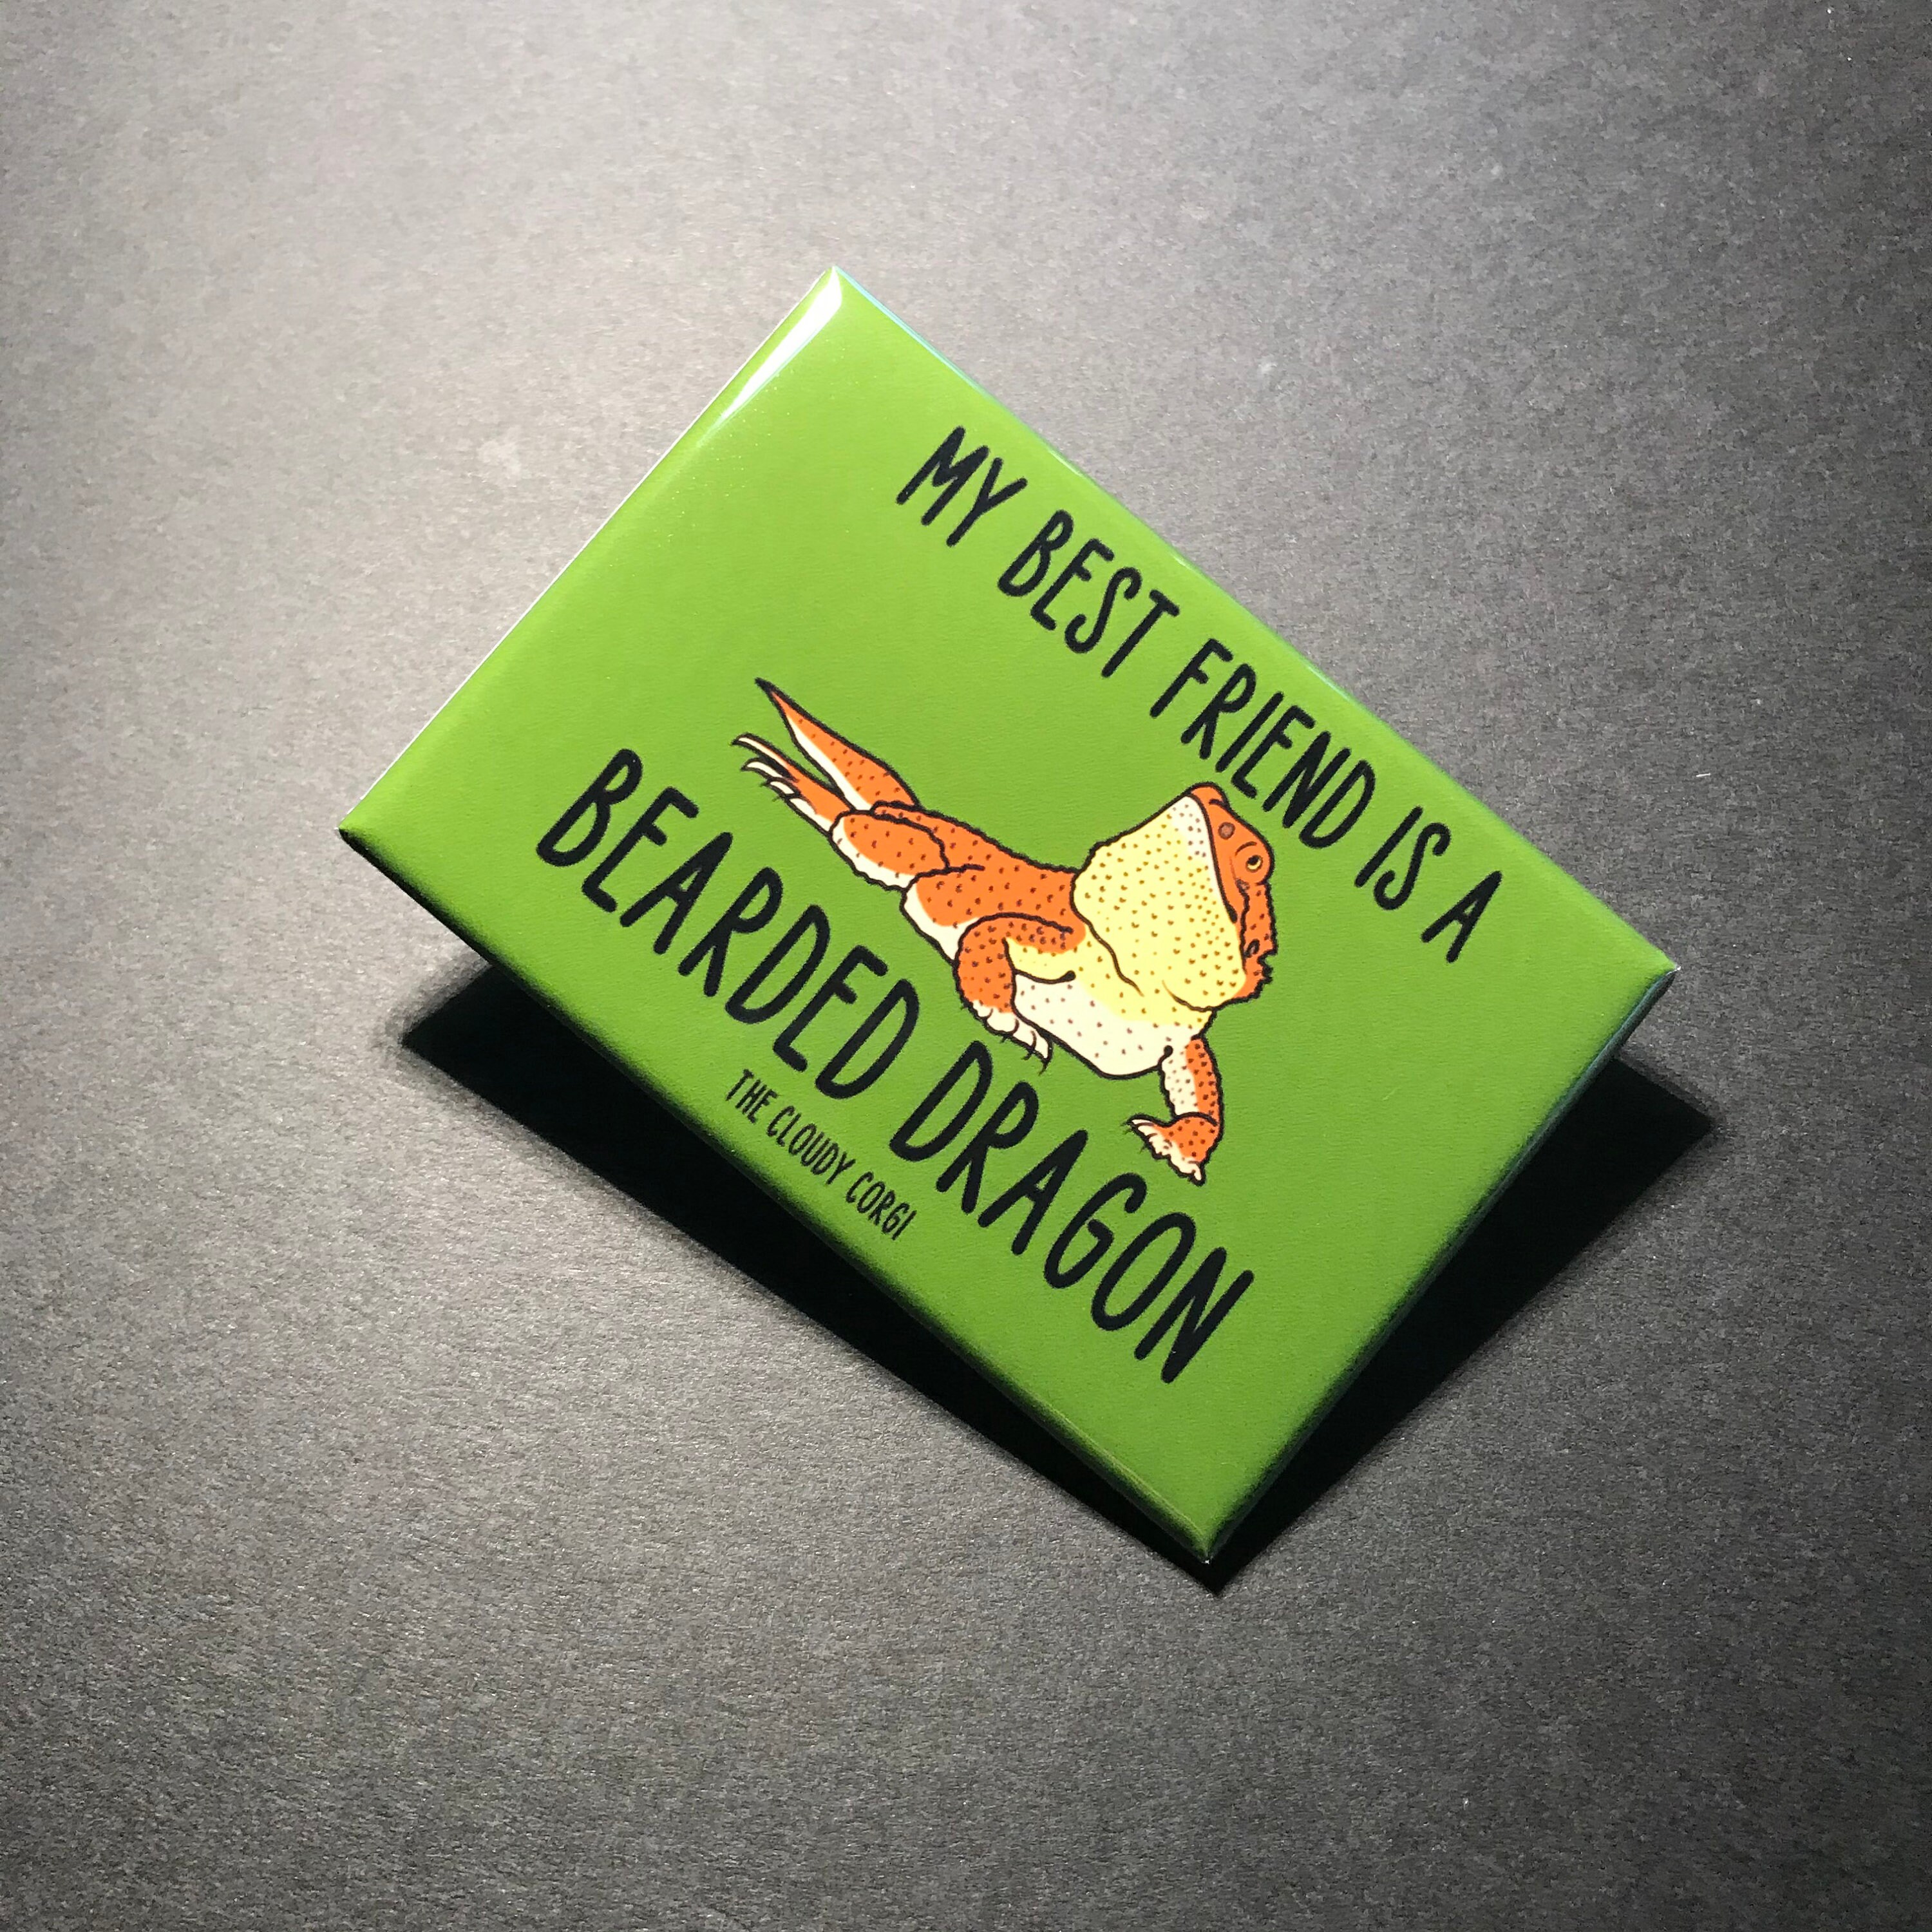 MY BEST FRIEND IS A
BEARDED DRAGON
THE CLOUDY CORGI